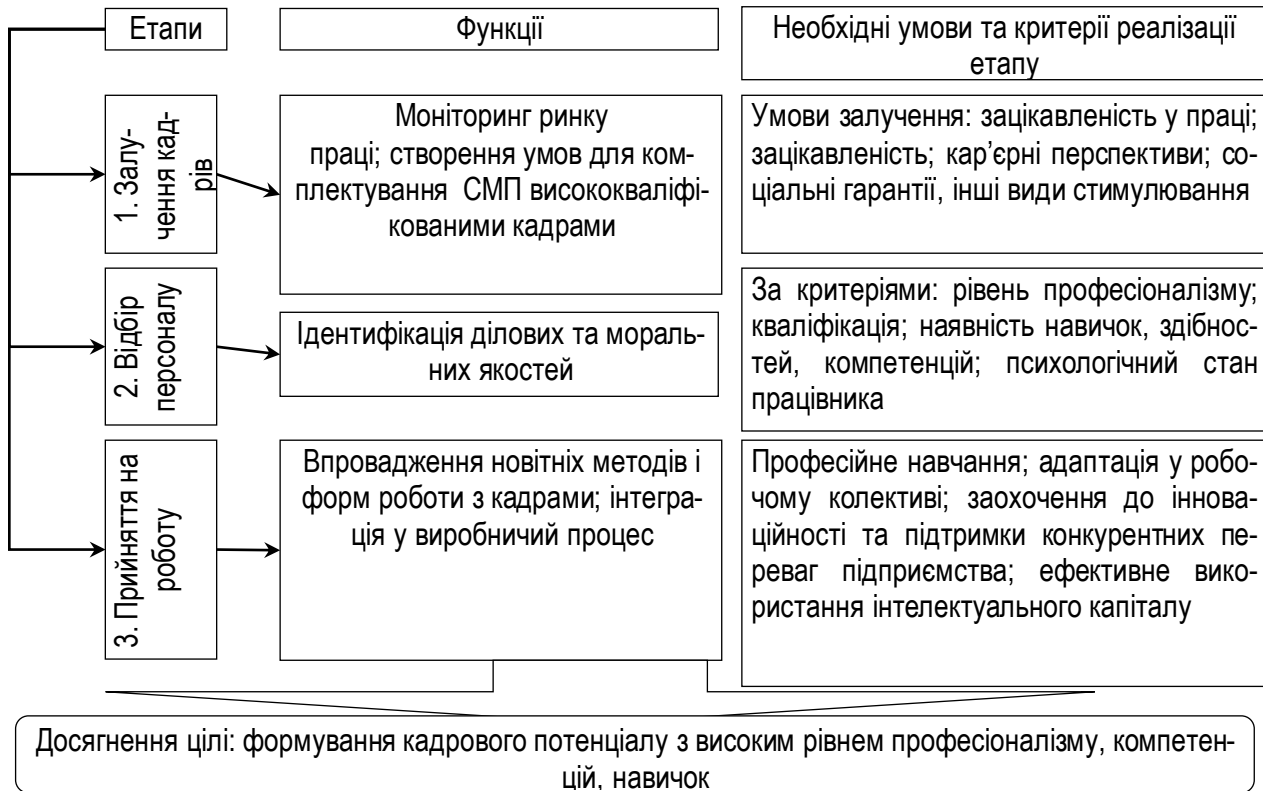 Етапи
Функції
Необхідні умови та критерії реалізації
етапу
1. Залу-
чення кад-
рів
Моніторинг ринку
праці; створення умов для ком-
плектування СМП висококваліфі-
кованими кадрами
Умови залучення: зацікавленість у праці;
зацікавленість; кар’єрні перспективи; со-
ціальні гарантії, інші види стимулювання
2. Відбір
персоналу
Ідентифікація ділових та мораль-
них якостей
За критеріями: рівень професіоналізму;
кваліфікація; наявність навичок, здібнос-
тей, компетенцій; психологічний стан
працівника
3. Прийняття на
роботу
Впровадження новітніх методів і
форм роботи з кадрами; інтегра-
ція у виробничий процес
Професійне навчання; адаптація у робо-
чому колективі; заохочення до іннова-
ційності та підтримки конкурентних пе-
реваг підприємства; ефективне вико-
ристання інтелектуального капіталу
Досягнення цілі: формування кадрового потенціалу з високим рівнем професіоналізму, компетен-
цій, навичок